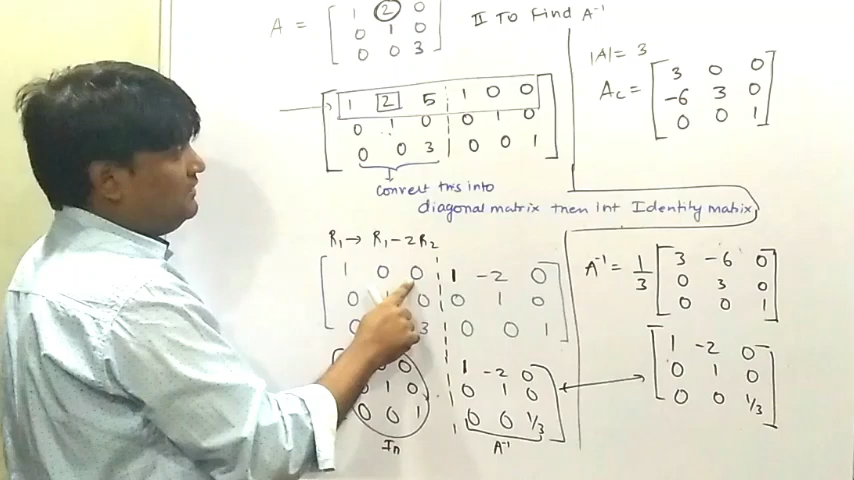 A = [ 1 2 0
0 1 0
0 0 3 ]
II To Find A⁻¹
[ 1 2 5 ¦ 1 0 0
0 1 0 ¦ 0 1 0
0 0 3 ¦ 0 0 1 ]
convert this into
diagonal matrix then Int Identity matrix
R₁→ R₁-2R₂
[ 1 0 0 ¦ 1 -2 0
0 1 0 ¦ 0 1 0
0 3 ¦ 0 0 1 ]
0 0 ¦ 1 -2 0
0 1 0 ¦ 0 1 0
0 0 1 ¦ 0 0 1/3 ]
In A⁻¹
|A|= 3
Ac = [ 3 0 0
-6 3 0
0 0 1 ]
A⁻¹ = 1/3 [ 3 -6 0
0 3 0
0 0 1 ]
[ 1 -2 0
0 1 0
0 0 1/3 ]